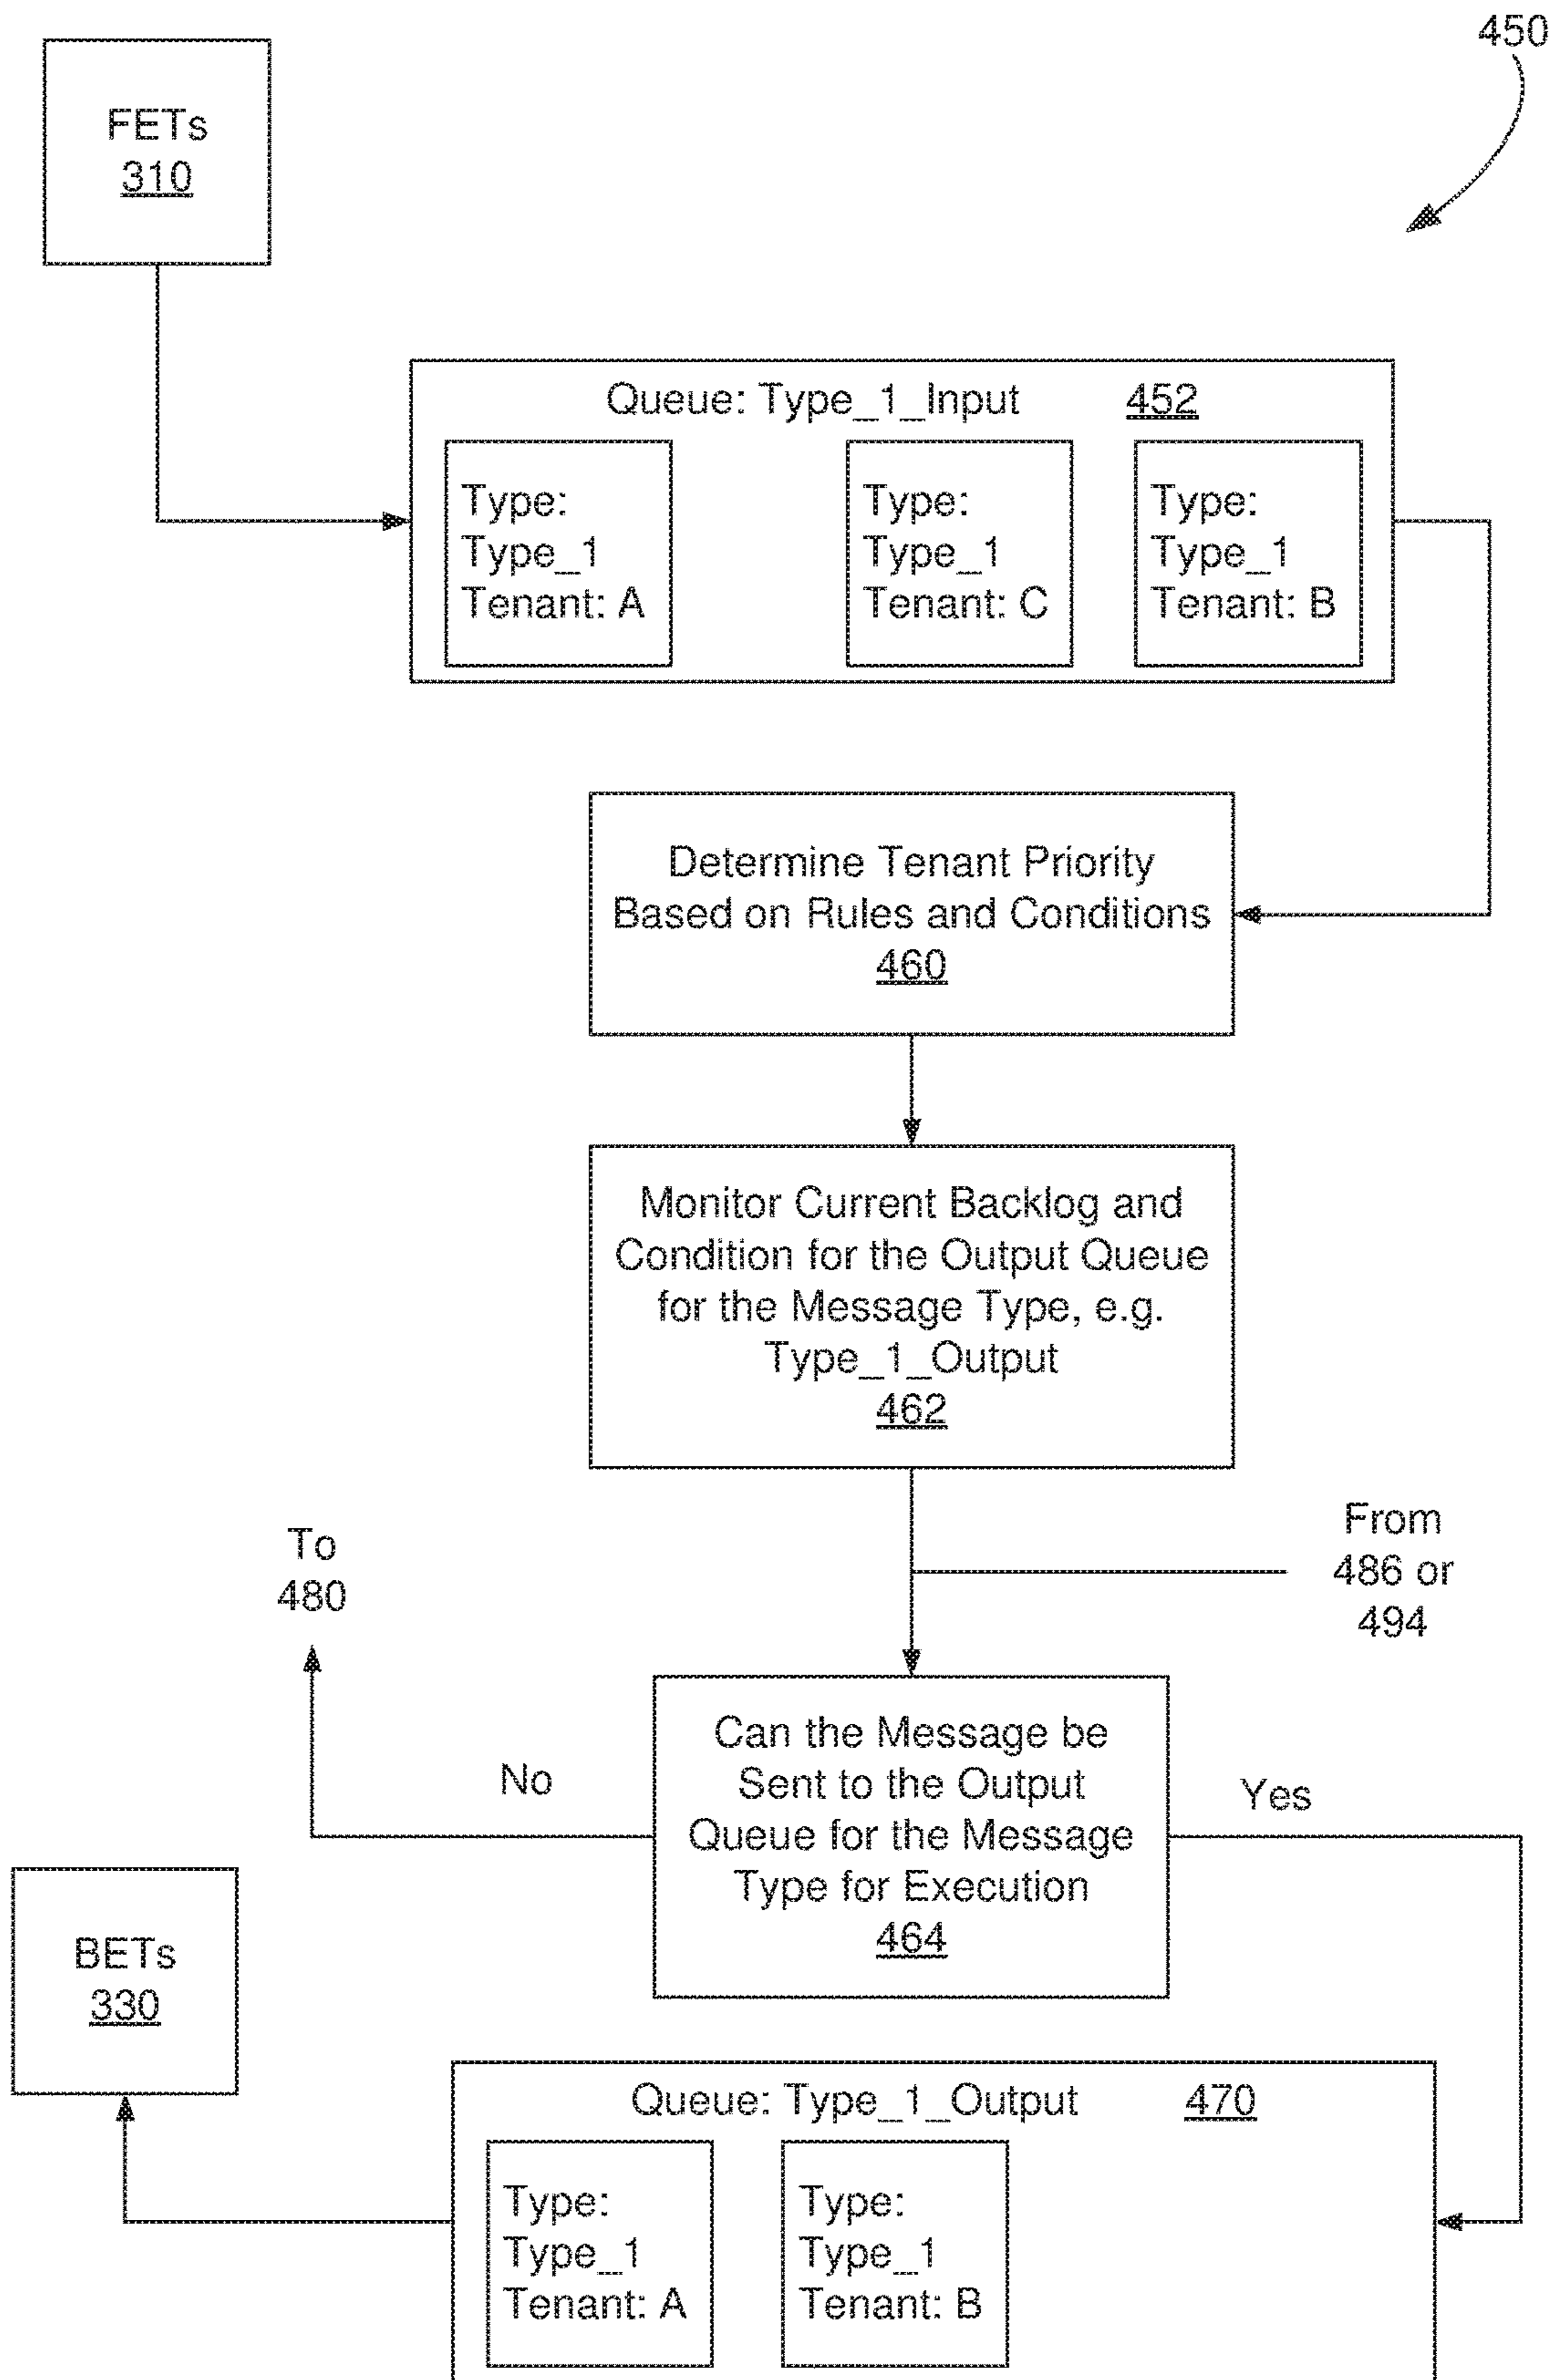 450
FETs
310
Queue: Type_1_Input 452
Type:
Type_1
Tenant: A
Type:
Type_1
Tenant: C
Type:
Type_1
Tenant: B
Determine Tenant Priority
Based on Rules and Conditions
460
Monitor Current Backlog and
Condition for the Output Queue
for the Message Type, e.g.
Type_1_Output
462
From
486 or
494
To
480
Can the Message be
Sent to the Output
Queue for the Message
Type for Execution
464
No
Yes
BETs
330
Queue: Type_1_Output 470
Type:
Type_1
Tenant: A
Type:
Type_1
Tenant: B